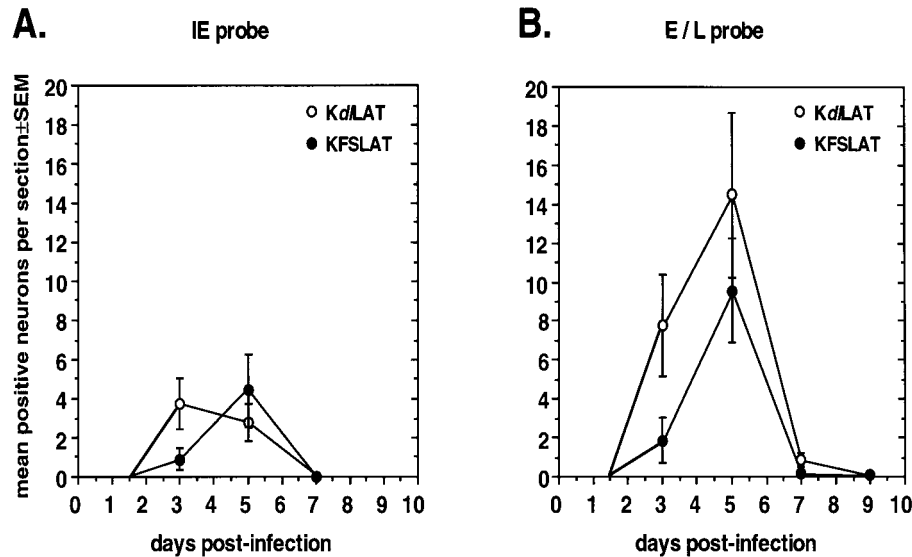 A.
IE probe
mean positive neurons per section±SEM
20
18
16
14
12
10
8
6
4
2
0
KdlLAT
KFSLAT
0 1 2 3 4 5 6 7 8 9 10
days post-infection
B.
E / L probe
20
18
16
14
12
10
8
6
4
2
0
KdlLAT
KFSLAT
0 1 2 3 4 5 6 7 8 9 10
days post-infection